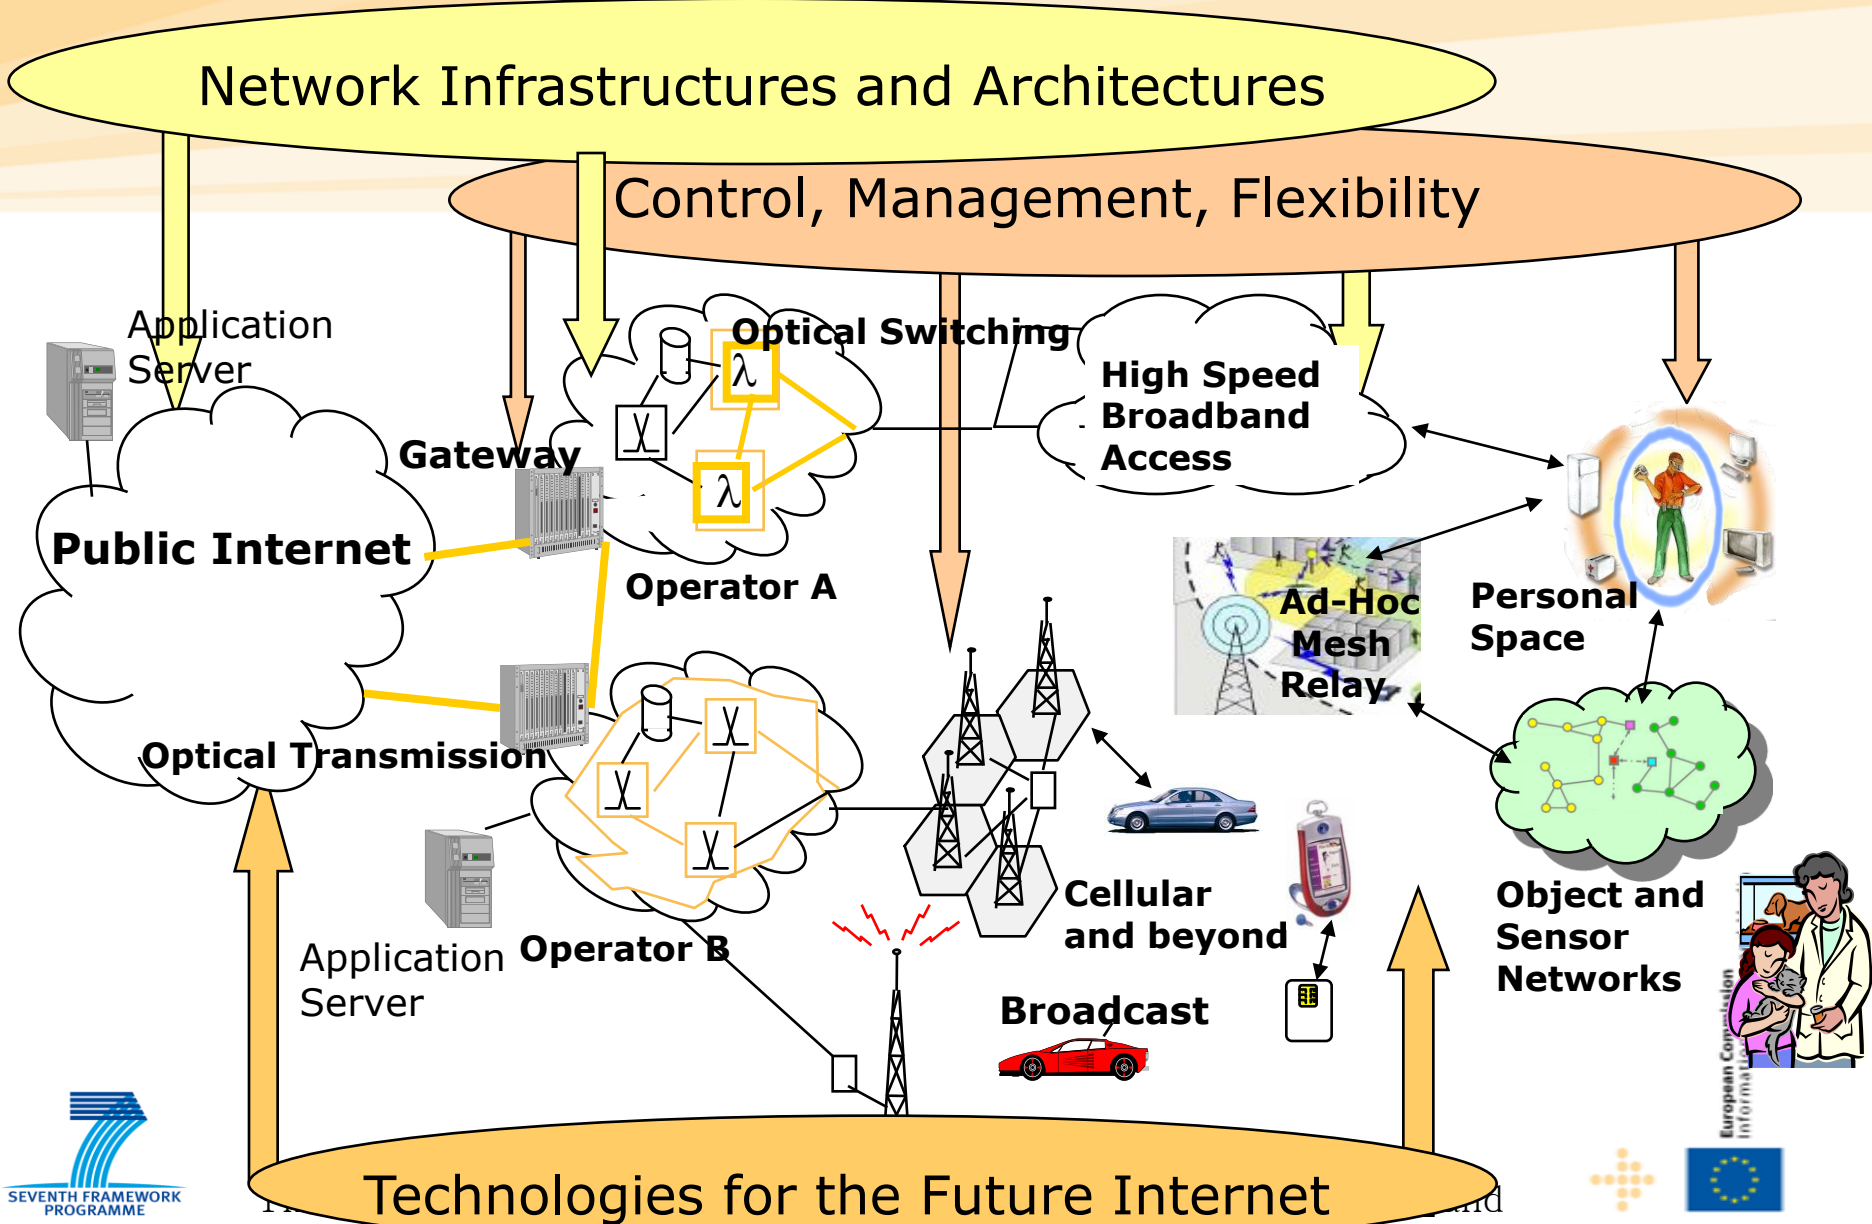 Network Infrastructures and Architectures
Control, Management, Flexibility
Application
Server
Optical Switching
λ
λ
High Speed
Broadband
Access
Gateway
Public Internet
Operator A
Ad-Hoc
Mesh
Relay
Personal
Space
Optical Transmission
Cellular
and beyond
Object and
Sensor
Networks
Application
Server
Operator B
Broadcast
European Commission
Technologies for the Future Internet
SEVENTH FRAMEWORK
PROGRAMME